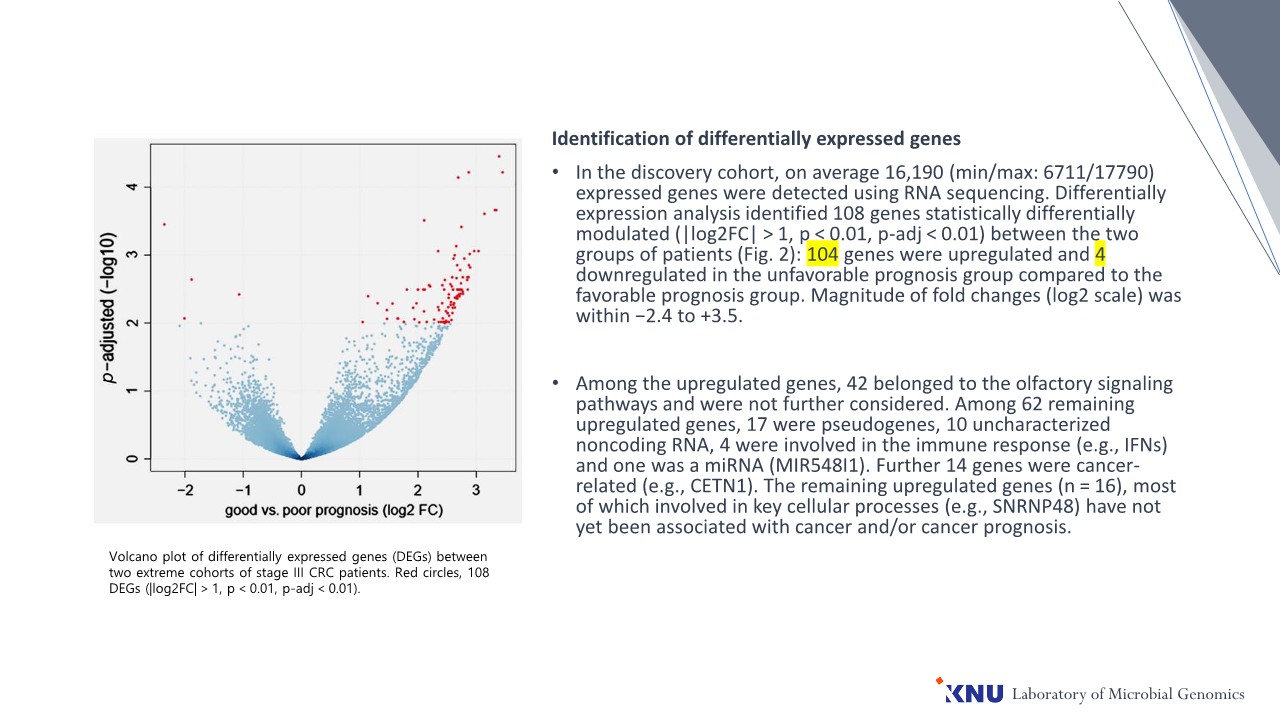 Identification of differentially expressed genes
• In the discovery cohort, on average 16,190 (min/max: 6711/17790)
expressed genes were detected using RNA sequencing. Differentially
expression analysis identified 108 genes statistically differentially
modulated (|log2FC| > 1, p < 0.01, p-adj < 0.01) between the two
groups of patients (Fig. 2): 104 genes were upregulated and 4
downregulated in the unfavorable prognosis group compared to the
favorable prognosis group. Magnitude of fold changes (log2 scale) was
within −2.4 to +3.5.
• Among the upregulated genes, 42 belonged to the olfactory signaling
pathways and were not further considered. Among 62 remaining
upregulated genes, 17 were pseudogenes, 10 uncharacterized
noncoding RNA, 4 were involved in the immune response (e.g., IFNs)
and one was a miRNA (MIR548I1). Further 14 genes were cancer-
related (e.g., CETN1). The remaining upregulated genes (n = 16), most
of which involved in key cellular processes (e.g., SNRNP48) have not
yet been associated with cancer and/or cancer prognosis.
p−adjusted (−log10)
4
3
2
1
0
−2 −1 0 1 2 3
good vs. poor prognosis (log2 FC)
Volcano plot of differentially expressed genes (DEGs) between
two extreme cohorts of stage III CRC patients. Red circles, 108
DEGs (|log2FC| > 1, p < 0.01, p-adj < 0.01).
KNU Laboratory of Microbial Genomics